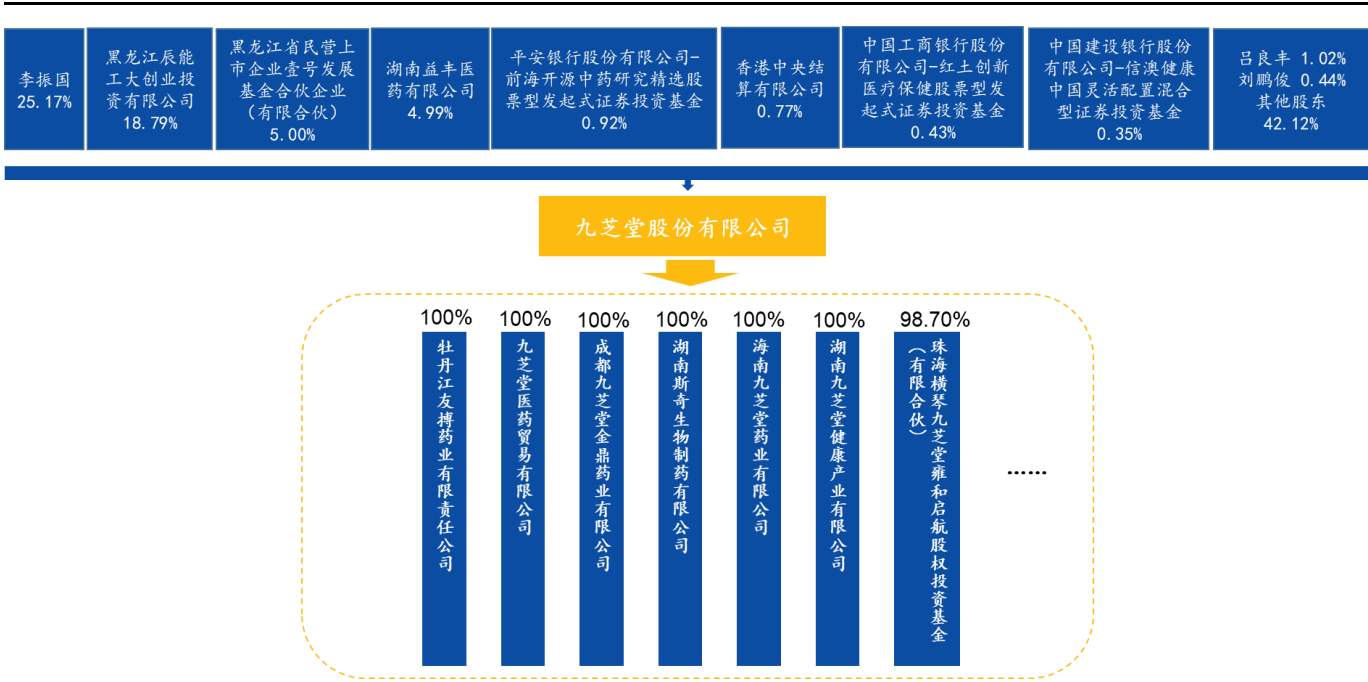 李振国
25.17%
黑龙江辰能
工大创业投
资有限公司
18.79%
黑龙江省民营上
市企业壹号发展
基金合伙企业
（有限合伙）
5.00%
湖南益丰医
药有限公司
4.99%
平安银行股份有限公司-
前海开源中药研究精选股
票型发起式证券投资基金
0.92%
香港中央结
算有限公司
0.77%
中国工商银行股份
有限公司-红土创新
医疗保健股票型发
起式证券投资基金
0.43%
中国建设银行股份
有限公司-信澳健康
中国灵活配置混合
型证券投资基金
0.35%
吕良丰 1.02%
刘鹏俊 0.44%
其他股东
42.12%
九芝堂股份有限公司
100%
牡丹江友搏药业有限责任公司
100%
九芝堂医药贸易有限公司
100%
成都九芝堂金鼎药业有限公司
100%
湖南斯奇生物制药有限公司
100%
海南九芝堂药业有限公司
100%
湖南九芝堂健康产业有限公司
98.70%
珠海横琴九芝堂雍和启航股权投资基金
（有限合伙）
……